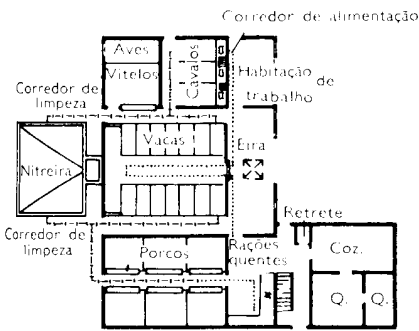 Corredor de alimentação
Aves
Vitelos
Cavalos
Habitação
de
trabalho
Corredor de
limpeza
Vacas
Eira
Nitreira
Corredor de
limpeza
Retrete
Porcos
Rações
quentes
Coz.
Q.
Q.